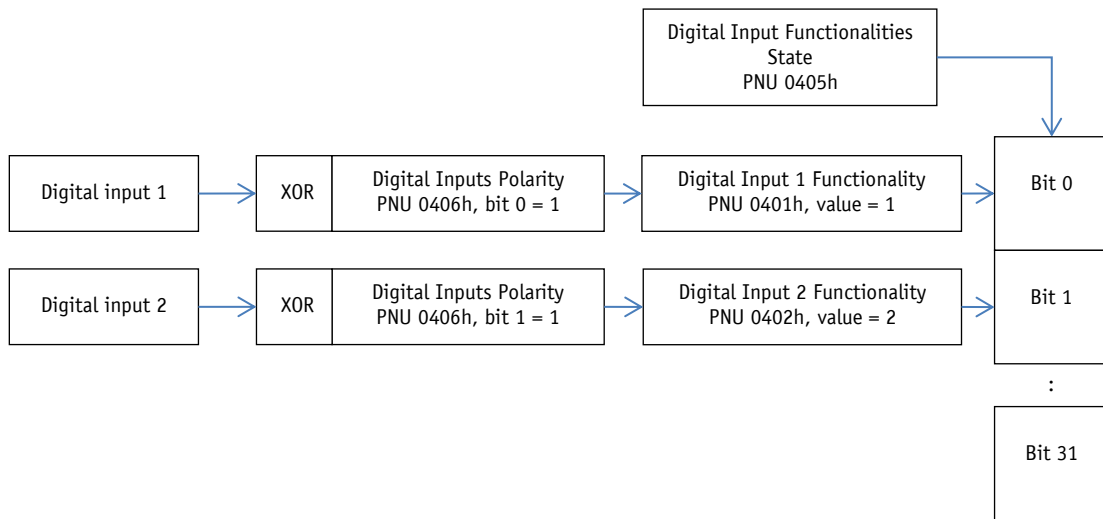 Digital Input Functionalities
State
PNU 0405h
Digital input 1
XOR
Digital Inputs Polarity
PNU 0406h, bit 0 = 1
Digital Input 1 Functionality
PNU 0401h, value = 1
Bit 0
Digital input 2
XOR
Digital Inputs Polarity
PNU 0406h, bit 1 = 1
Digital Input 2 Functionality
PNU 0402h, value = 2
Bit 1
:
Bit 31